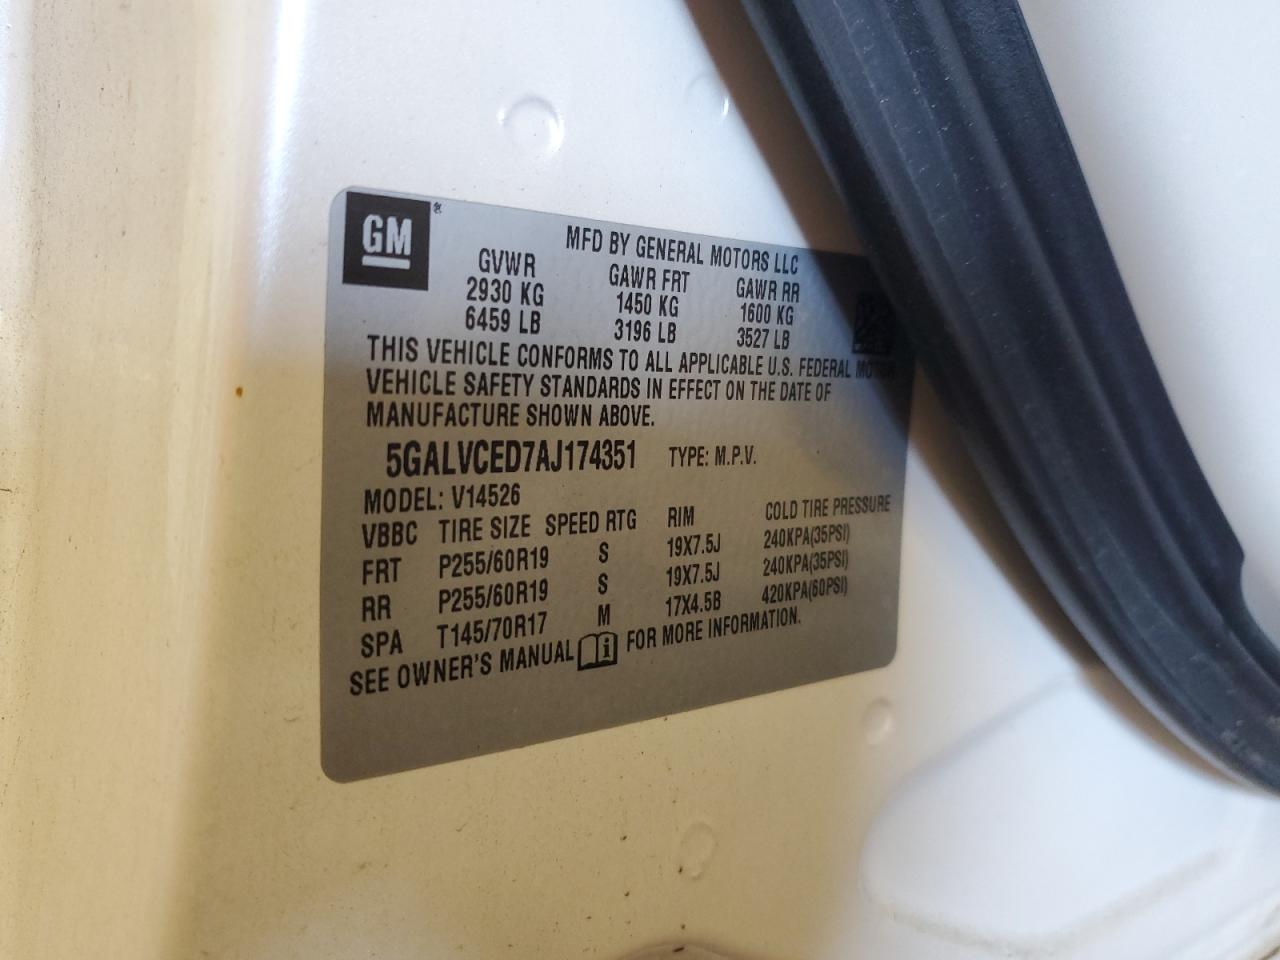 GM
MFD BY GENERAL MOTORS LLC
GVWR GAWR FRT GAWR RR
2930 KG 1450 KG 1600 KG
6459 LB 3196 LB 3527 LB
THIS VEHICLE CONFORMS TO ALL APPLICABLE U.S. FEDERAL MOTOR
VEHICLE SAFETY STANDARDS IN EFFECT ON THE DATE OF
MANUFACTURE SHOWN ABOVE.
5GALVCED7AJ174351 TYPE: M.P.V.
MODEL: V14526
VBBC TIRE SIZE SPEED RTG RIM COLD TIRE PRESSURE
FRT P255/60R19 S 19X7.5J 240KPA(35PSI)
RR P255/60R19 S 19X7.5J 240KPA(35PSI)
SPA T145/70R17 M 17X4.5B 420KPA(60PSI)
SEE OWNER'S MANUAL FOR MORE INFORMATION.